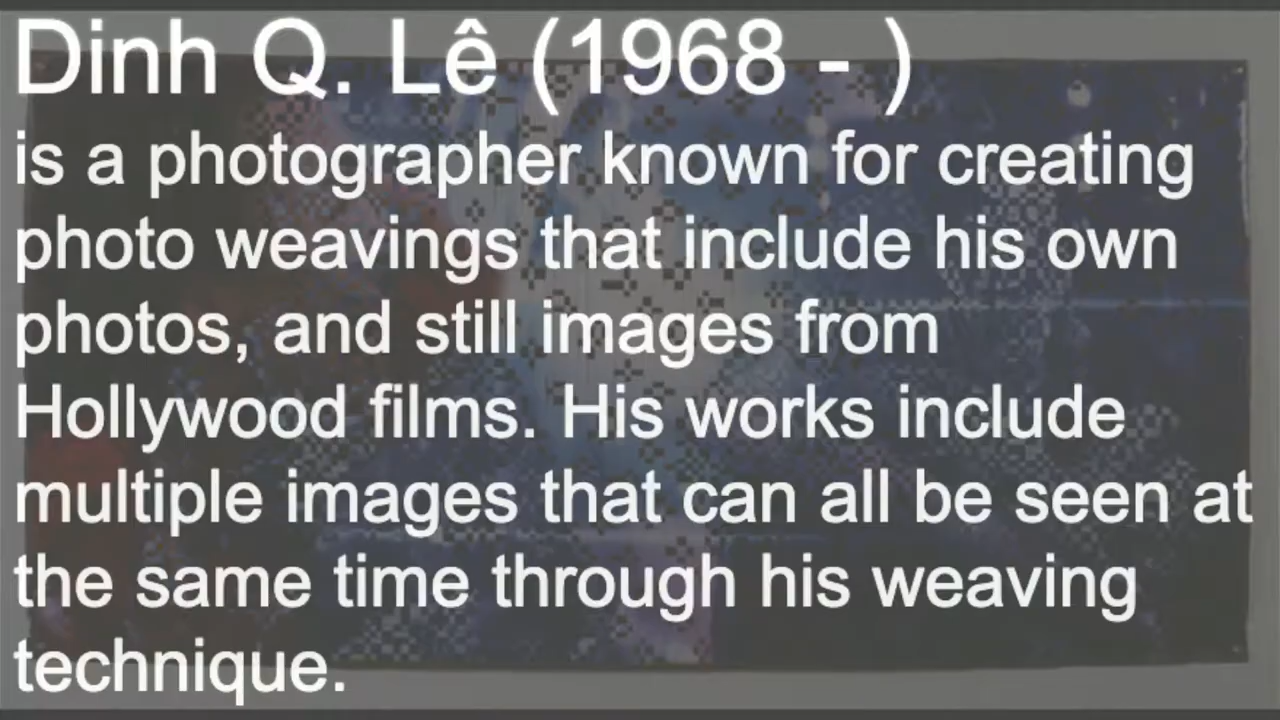 Dinh Q. Lê (1968 - )
is a photographer known for creating
photo weavings that include his own
photos, and still images from
Hollywood films. His works include
multiple images that can all be seen at
the same time through his weaving
technique.